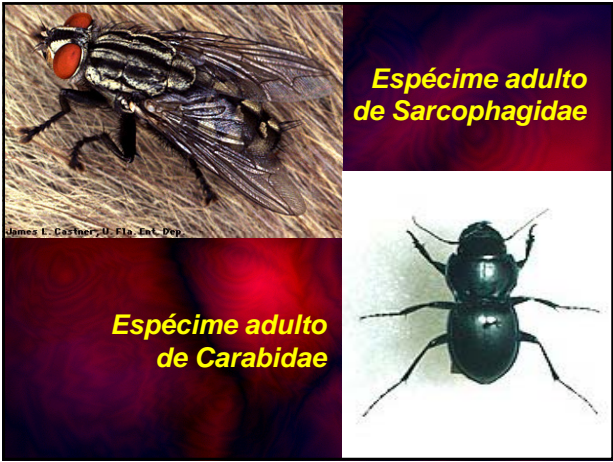 Espécime adulto
de Sarcophagidae
James L. Castner, U. Fla. Ent. Dep.
Espécime adulto
de Carabidae